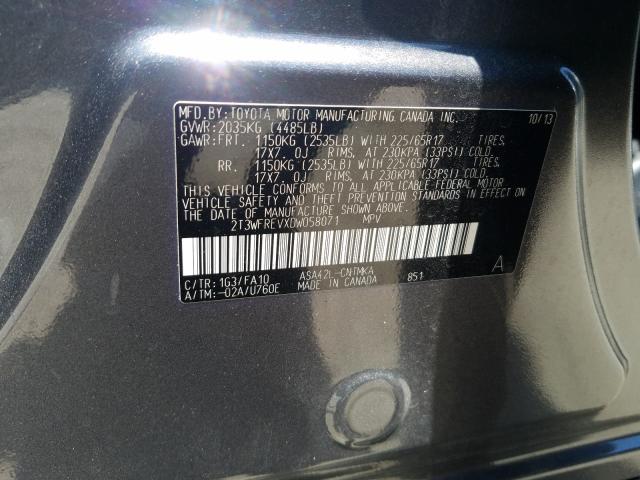 MFD.BY:TOYOTA MOTOR MANUFACTURING CANADA INC. 10/13
GVWR:2035KG (4485LB)
GAWR:FRT. 1150KG (2535LB) WITH 225/65R17 TIRES,
17X7. 0J RIMS, AT 230KPA (33PSI) COLD
RR. 1150KG (2535LB) WITH 225/65R17 TIRES,
17X7. 0J RIMS, AT 230KPA (33PSI) COLD
THIS VEHICLE CONFORMS TO ALL APPLICABLE FEDERAL MOTOR
VEHICLE SAFETY AND THEFT PREVENTION STANDARDS IN EFFECT
ON THE DATE OF MANUFACTURE SHOWN ABOVE.
2T3WFREVXDW058071 MPV
C/TR: 1G3/FA10 ASA42L-CNTMKA 851 A
A/TM:-02A/U760E MADE IN CANADA